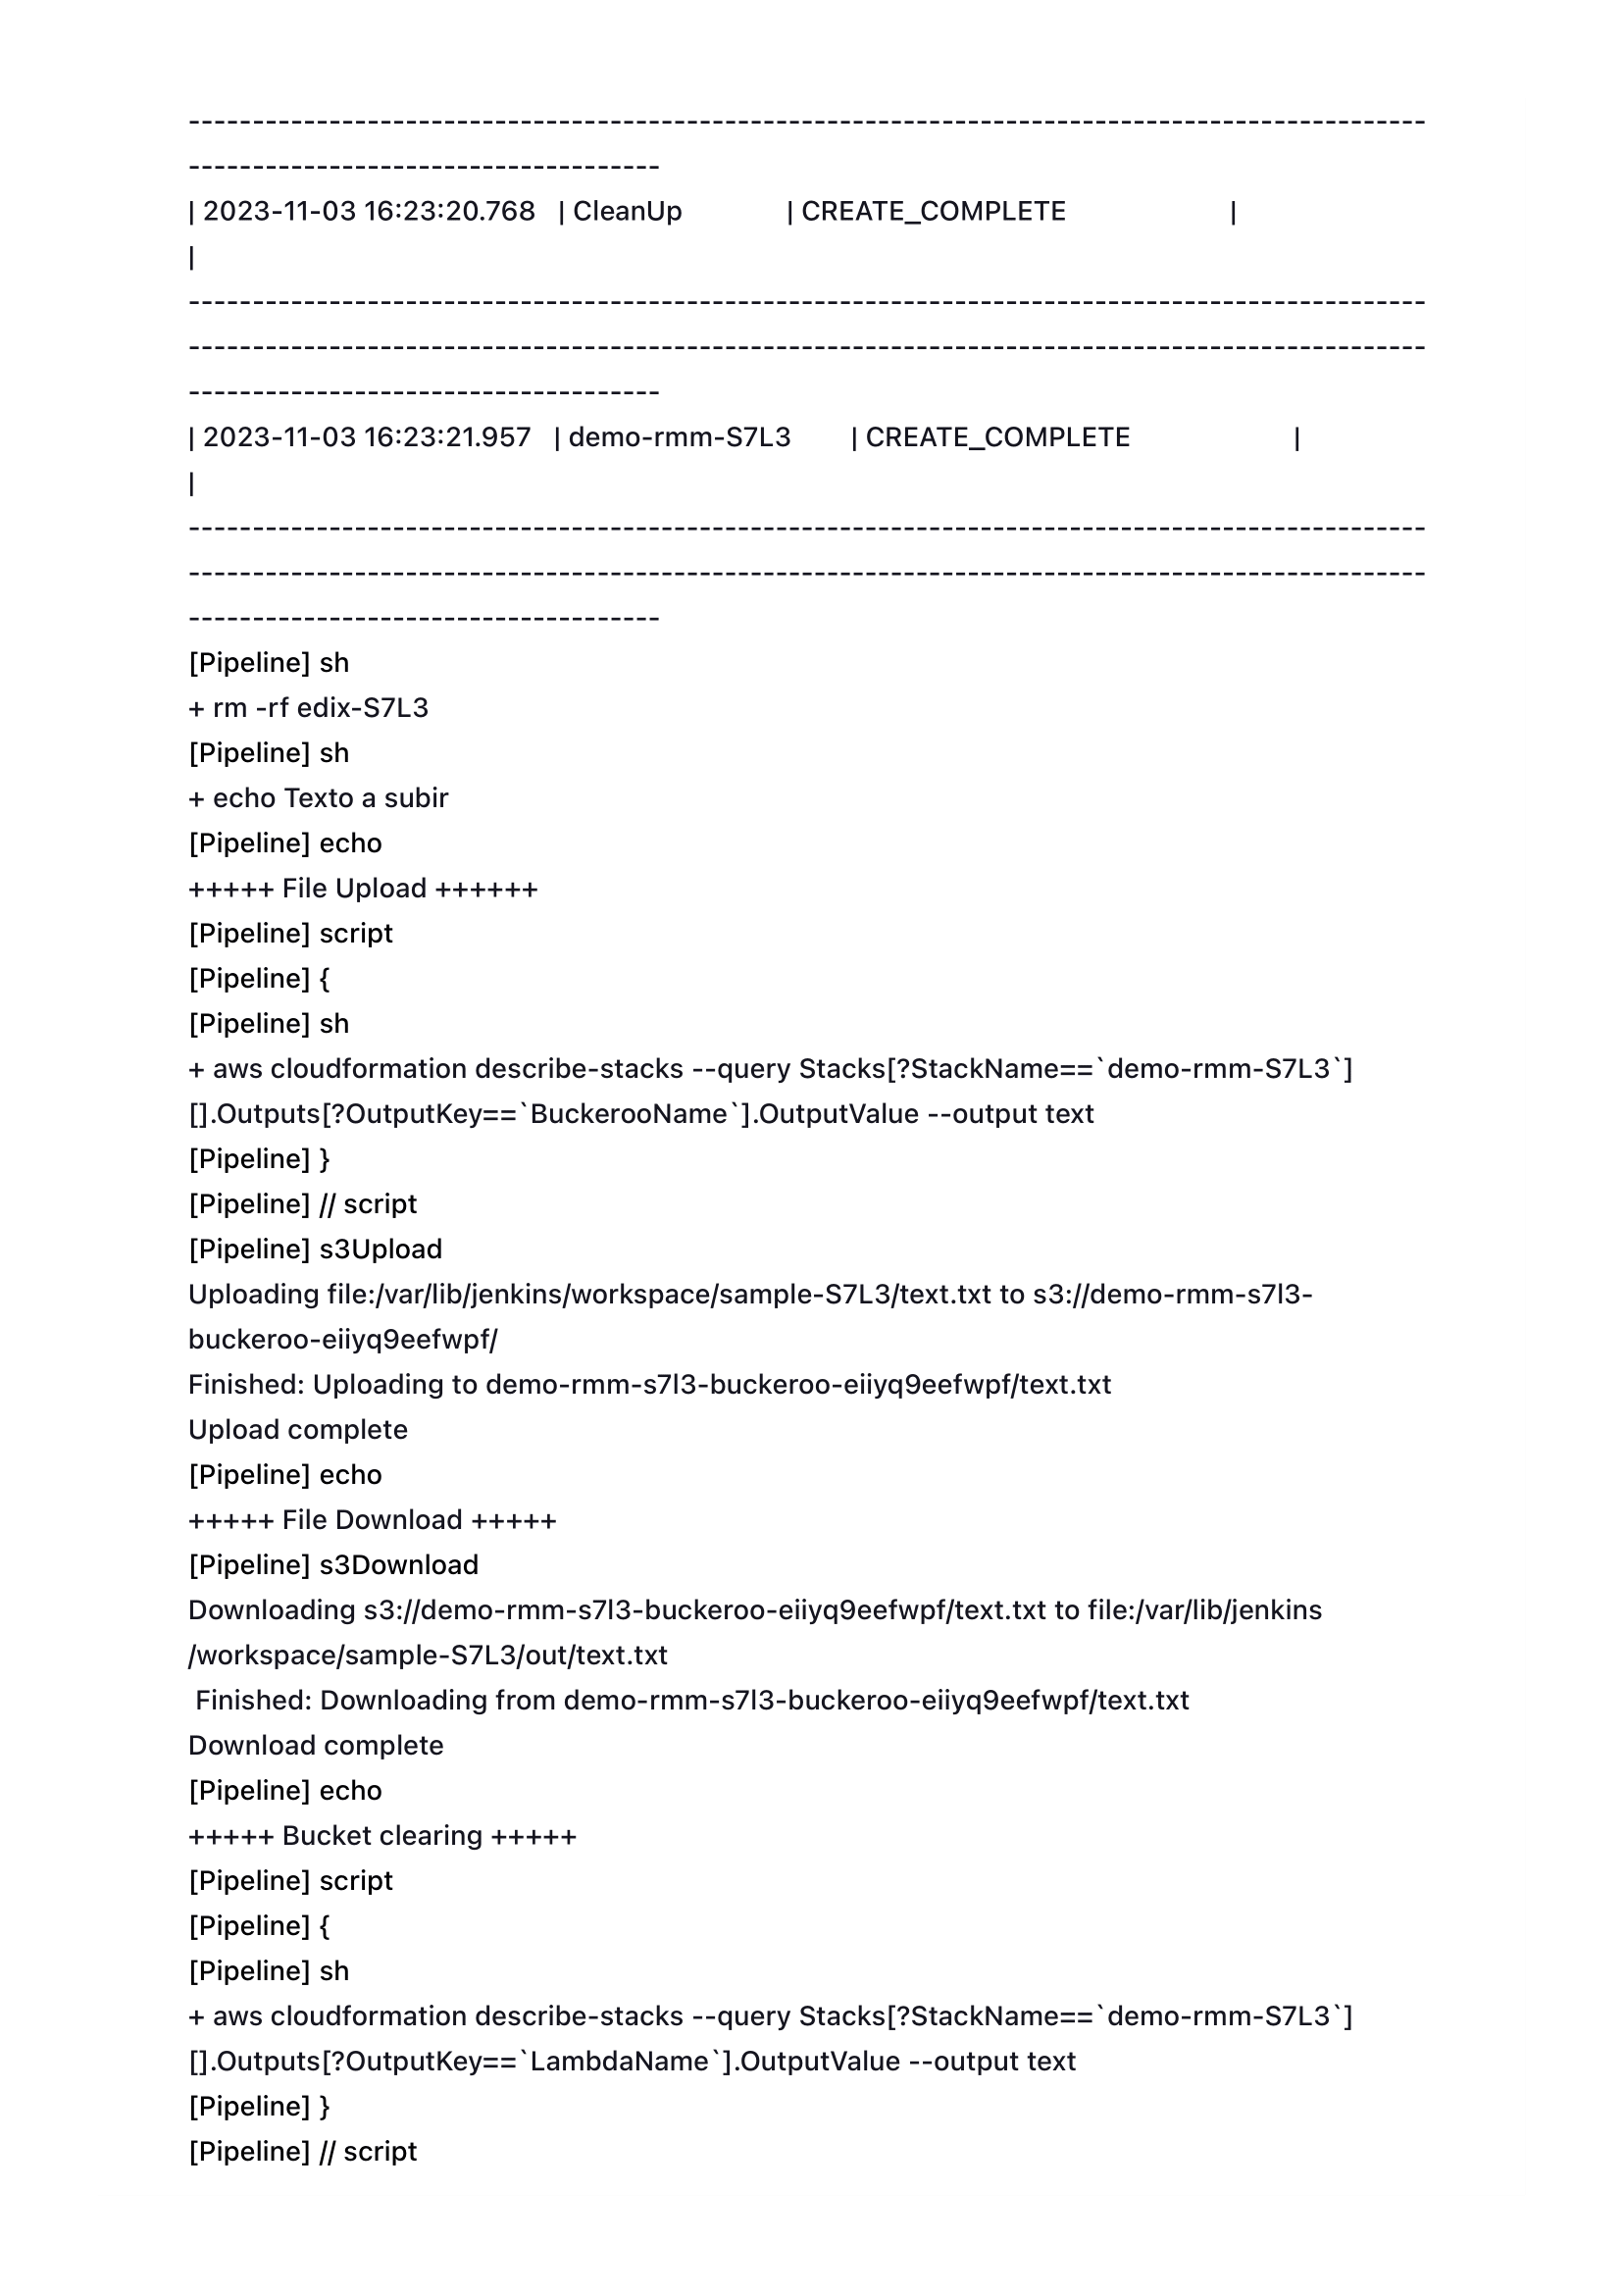 -------------------------------------------------------------------------------------------------
-------------------------------------
| 2023-11-03 16:23:20.768 | CleanUp | CREATE_COMPLETE |
|
-------------------------------------------------------------------------------------------------
-------------------------------------------------------------------------------------------------
-------------------------------------
| 2023-11-03 16:23:21.957 | demo-rmm-S7L3 | CREATE_COMPLETE |
|
-------------------------------------------------------------------------------------------------
-------------------------------------------------------------------------------------------------
-------------------------------------
[Pipeline] sh
+ rm -rf edix-S7L3
[Pipeline] sh
+ echo Texto a subir
[Pipeline] echo
+++++ File Upload ++++++
[Pipeline] script
[Pipeline] {
[Pipeline] sh
+ aws cloudformation describe-stacks --query Stacks[?StackName==`demo-rmm-S7L3`]
[].Outputs[?OutputKey==`BuckerooName`].OutputValue --output text
[Pipeline] }
[Pipeline] // script
[Pipeline] s3Upload
Uploading file:/var/lib/jenkins/workspace/sample-S7L3/text.txt to s3://demo-rmm-s7l3-
buckeroo-eiiyq9eefwpf/
Finished: Uploading to demo-rmm-s7l3-buckeroo-eiiyq9eefwpf/text.txt
Upload complete
[Pipeline] echo
+++++ File Download +++++
[Pipeline] s3Download
Downloading s3://demo-rmm-s7l3-buckeroo-eiiyq9eefwpf/text.txt to file:/var/lib/jenkins
/workspace/sample-S7L3/out/text.txt
Finished: Downloading from demo-rmm-s7l3-buckeroo-eiiyq9eefwpf/text.txt
Download complete
[Pipeline] echo
+++++ Bucket clearing +++++
[Pipeline] script
[Pipeline] {
[Pipeline] sh
+ aws cloudformation describe-stacks --query Stacks[?StackName==`demo-rmm-S7L3`]
[].Outputs[?OutputKey==`LambdaName`].OutputValue --output text
[Pipeline] }
[Pipeline] // script